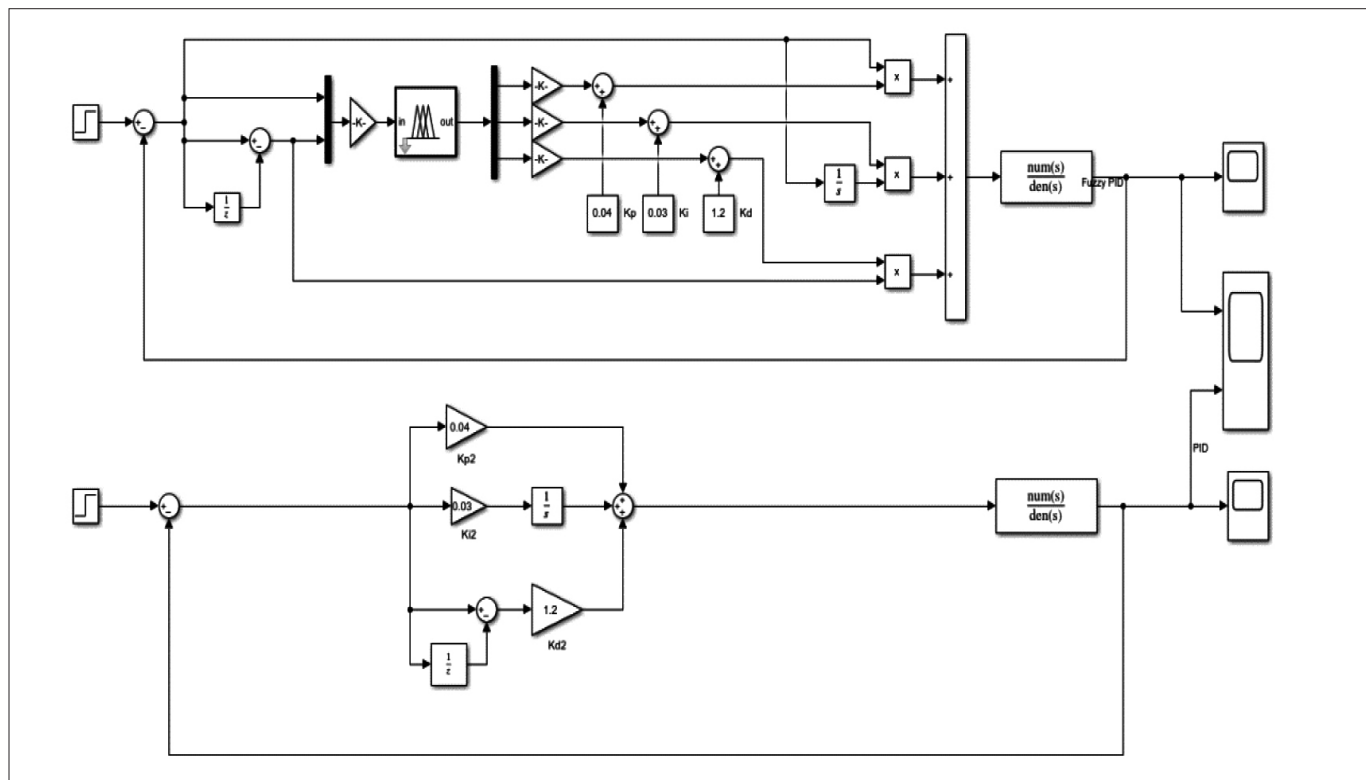 -K-
in
out
-K-
-K-
-K-
+
−
+
−
1
z
+
+
+
+
+
+
0.04
Kp
0.03
Ki
1.2
Kd
1
s
x
x
x
+
+
+
num(s)
den(s)
Fuzzy PID
+
−
0.04
Kp2
0.03
Ki2
1
s
+
+
+
+
−
1.2
Kd2
1
z
num(s)
den(s)
PID